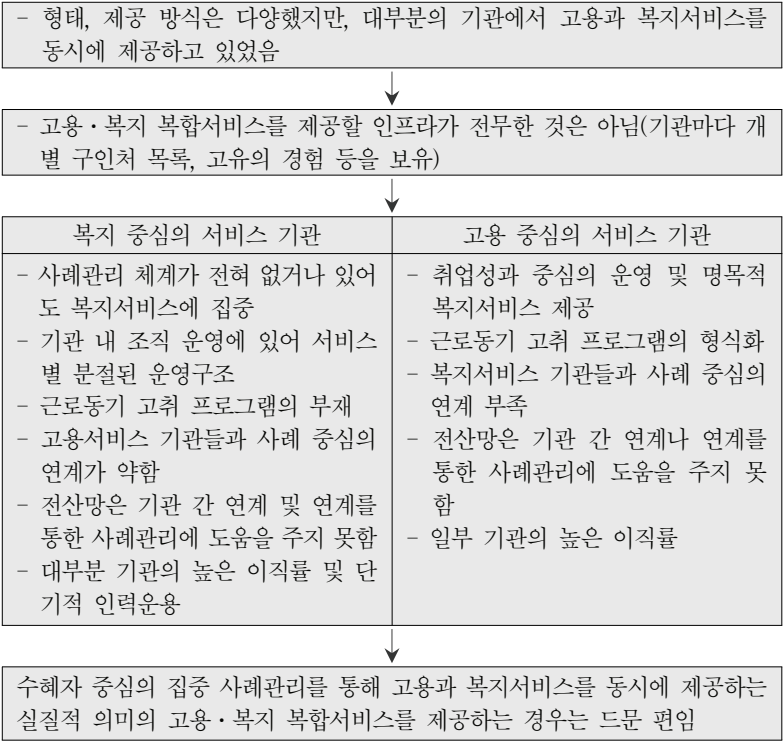 - 형태, 제공 방식은 다양했지만, 대부분의 기관에서 고용과 복지서비스를
동시에 제공하고 있었음
- 고용・복지 복합서비스를 제공할 인프라가 전무한 것은 아님(기관마다 개
별 구인처 목록, 고유의 경험 등을 보유)
복지 중심의 서비스 기관
- 사례관리 체계가 전혀 없거나 있어
도 복지서비스에 집중
- 기관 내 조직 운영에 있어 서비스
별 분절된 운영구조
- 근로동기 고취 프로그램의 부재
- 고용서비스 기관들과 사례 중심의
연계가 약함
- 전산망은 기관 간 연계 및 연계를
통한 사례관리에 도움을 주지 못함
- 대부분 기관의 높은 이직률 및 단
기적 인력운용
고용 중심의 서비스 기관
- 취업성과 중심의 운영 및 명목적
복지서비스 제공
- 근로동기 고취 프로그램의 형식화
- 복지서비스 기관들과 사례 중심의
연계 부족
- 전산망은 기관 간 연계나 연계를
통한 사례관리에 도움을 주지 못
함
- 일부 기관의 높은 이직률
수혜자 중심의 집중 사례관리를 통해 고용과 복지서비스를 동시에 제공하는
실질적 의미의 고용・복지 복합서비스를 제공하는 경우는 드문 편임